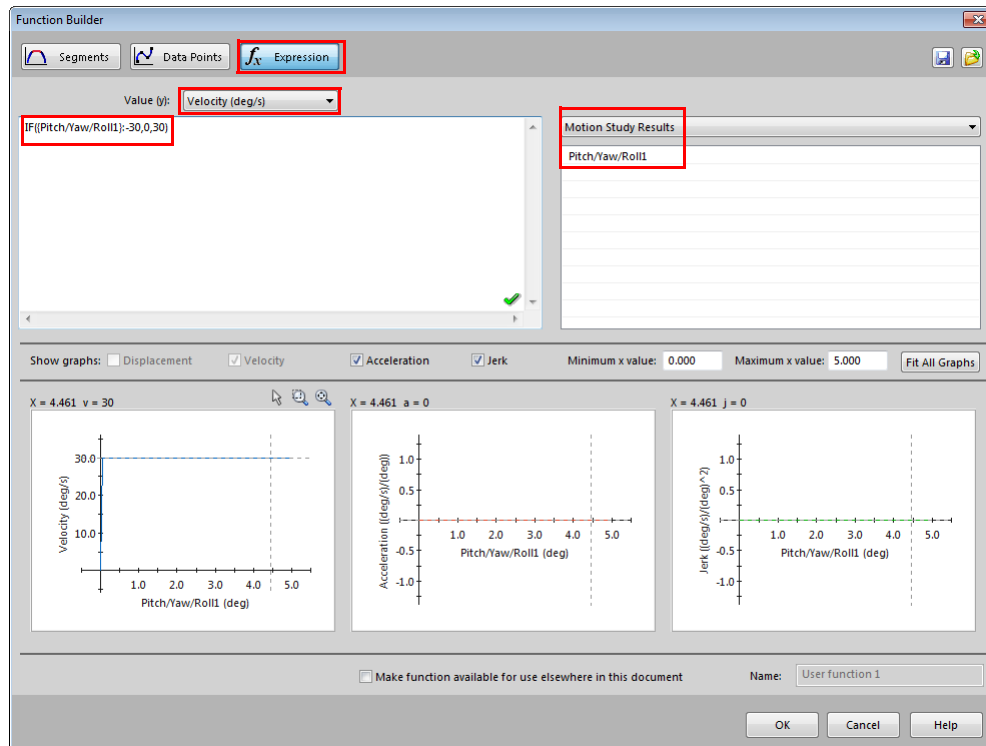 Function Builder
Segments Data Points fx Expression
Value (y): Velocity (deg/s)
IF({Pitch/Yaw/Roll1}:-30,0,30)
Motion Study Results
Pitch/Yaw/Roll1
Show graphs: Displacement Velocity Acceleration Jerk Minimum x value: 0.000 Maximum x value: 5.000 Fit All Graphs
X = 4.461 v = 30
30.0
20.0
10.0
Velocity (deg/s)
1.0 2.0 3.0 4.0 5.0
Pitch/Yaw/Roll1 (deg)
X = 4.461 a = 0
1.0
0.5
-0.5
-1.0
Acceleration ((deg/s)/(deg))
1.0 2.0 3.0 4.0 5.0
Pitch/Yaw/Roll1 (deg)
X = 4.461 j = 0
1.0
0.5
-0.5
-1.0
Jerk ((deg/s)/(deg)^2)
1.0 2.0 3.0 4.0 5.0
Pitch/Yaw/Roll1 (deg)
Make function available for use elsewhere in this document Name: User function 1
OK Cancel Help